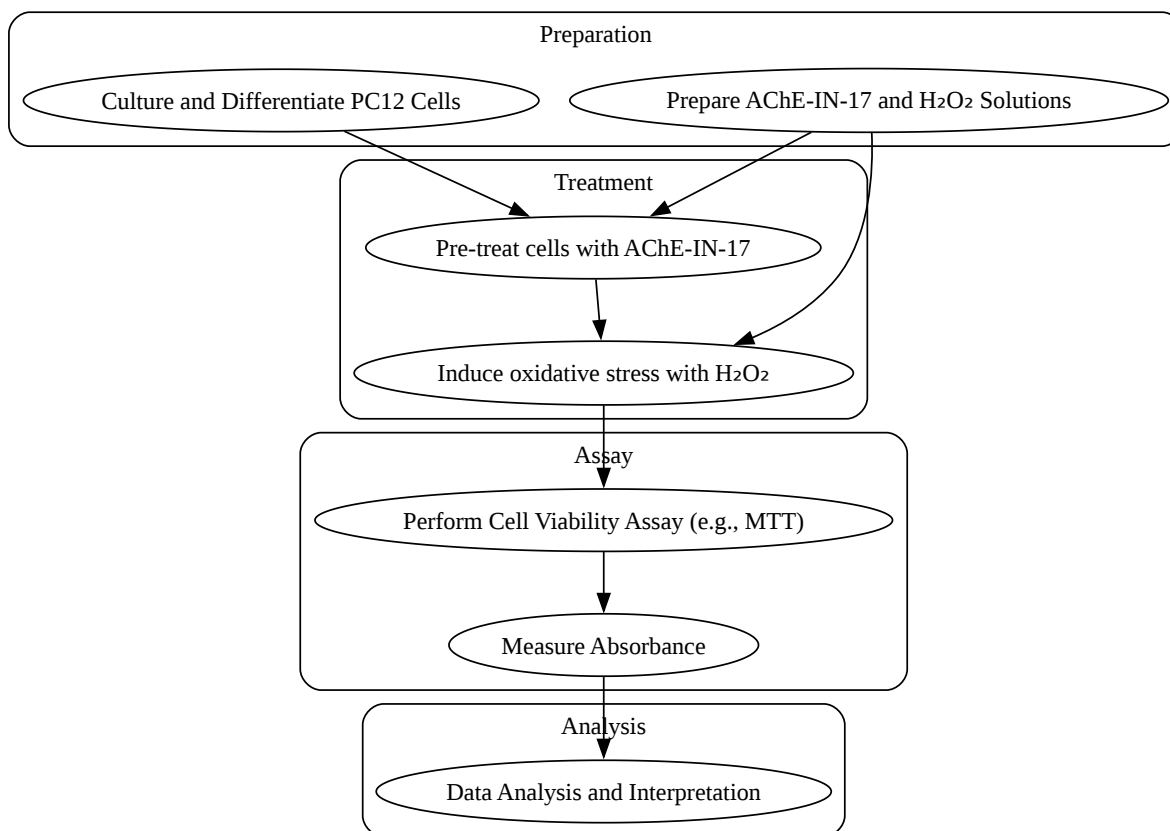 Preparation
Culture and Differentiate PC12 Cells
Prepare AChE-IN-17 and H₂O₂ Solutions
Treatment
Pre-treat cells with AChE-IN-17
Induce oxidative stress with H₂O₂
Assay
Perform Cell Viability Assay (e.g., MTT)
Measure Absorbance
Analysis
Data Analysis and Interpretation